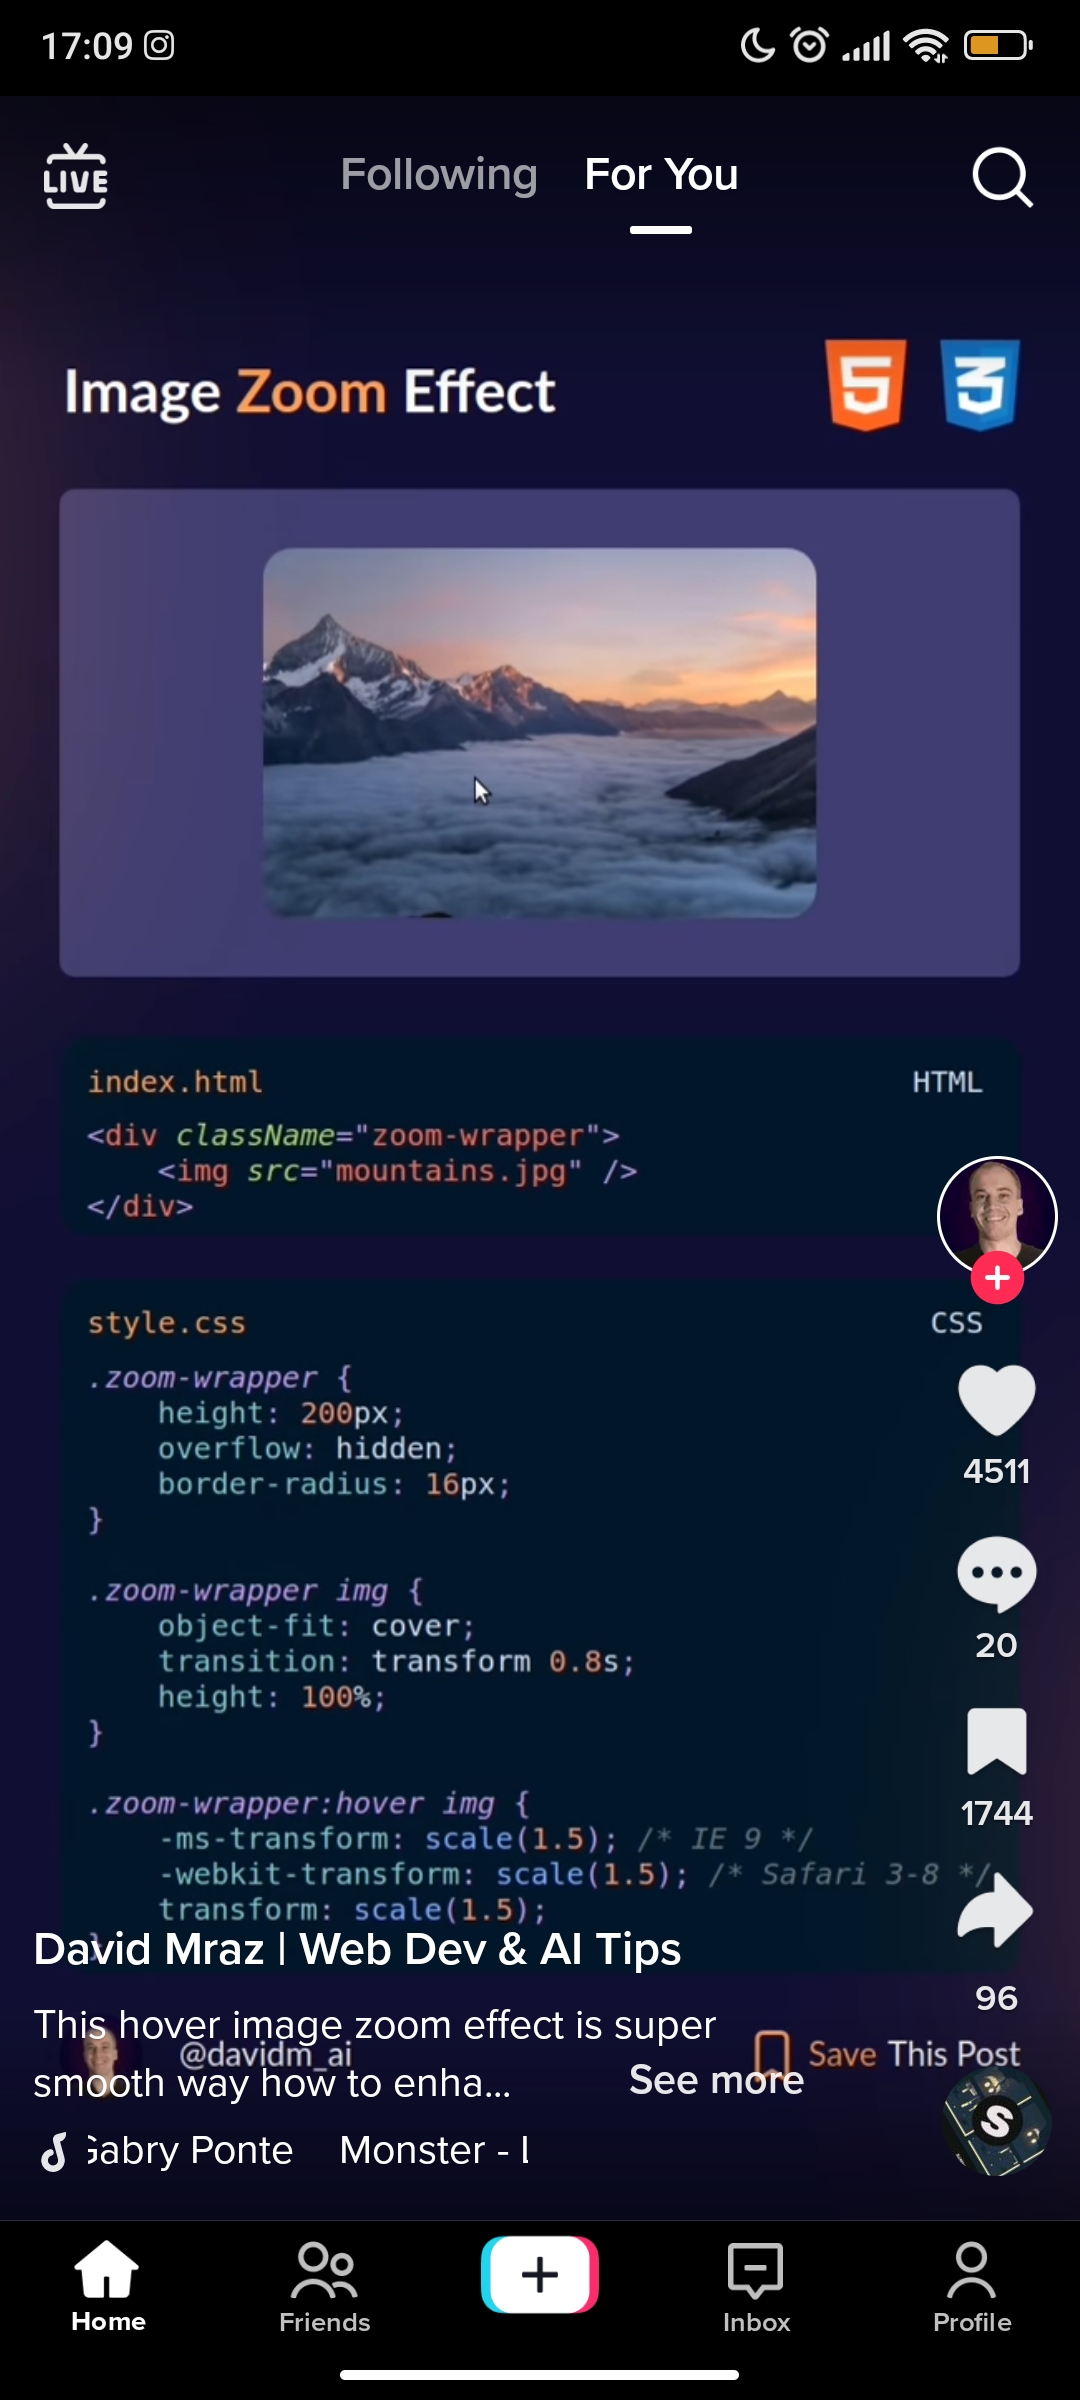 17:09
LIVE
Following For You
Image Zoom Effect
5 3
index.html HTML
<div className="zoom-wrapper">
    <img src="mountains.jpg" />
</div>
style.css CSS
.zoom-wrapper {
    height: 200px;
    overflow: hidden;
    border-radius: 16px;
}
.zoom-wrapper img {
    object-fit: cover;
    transition: transform 0.8s;
    height: 100%;
}
.zoom-wrapper:hover img {
    -ms-transform: scale(1.5); /* IE 9 */
    -webkit-transform: scale(1.5); /* Safari 3-8 */
    transform: scale(1.5);
}
4511
20
1744
96
David Mraz | Web Dev & AI Tips
This hover image zoom effect is super
smooth way how to enha... See more
@davidm_ai Save This Post
Gabry Ponte Monster -
S
Home Friends Inbox Profile